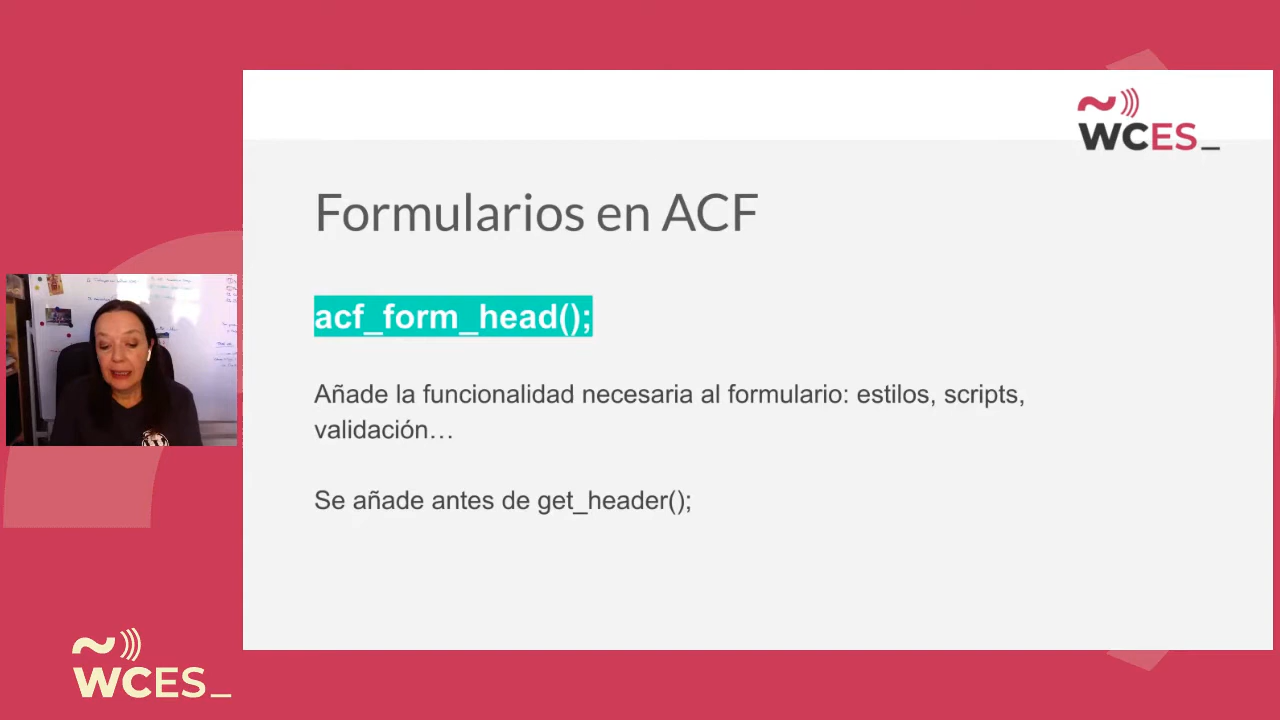 WCES_
Formularios en ACF
acf_form_head();
Añade la funcionalidad necesaria al formulario: estilos, scripts,
validación…
Se añade antes de get_header();
WCES_